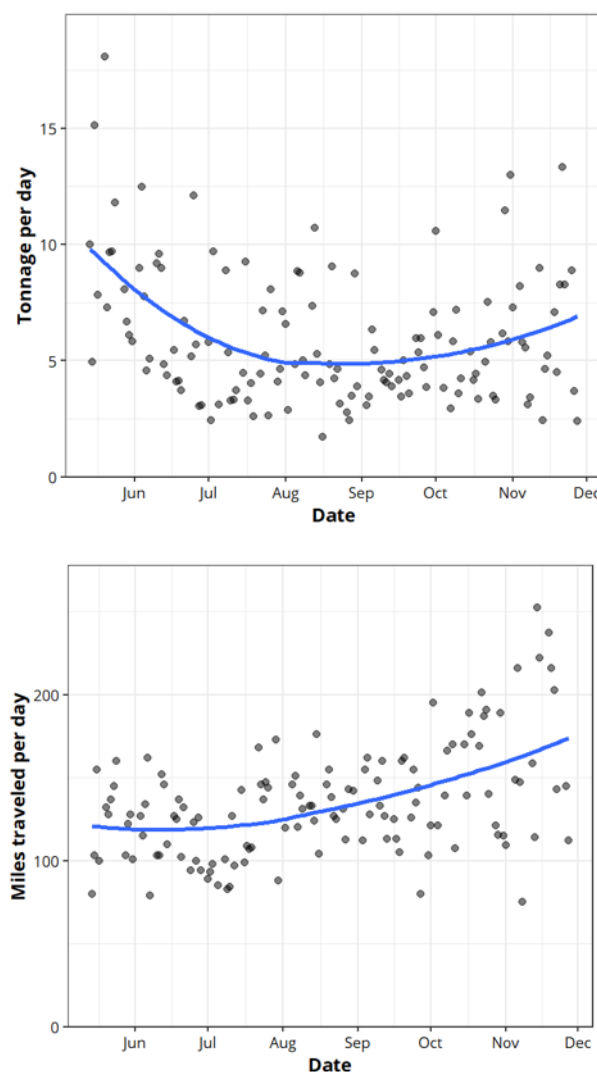 Tonnage per day
15
10
5
0
Jun Jul Aug Sep Oct Nov Dec
Date
Miles traveled per day
200
100
0
Jun Jul Aug Sep Oct Nov Dec
Date